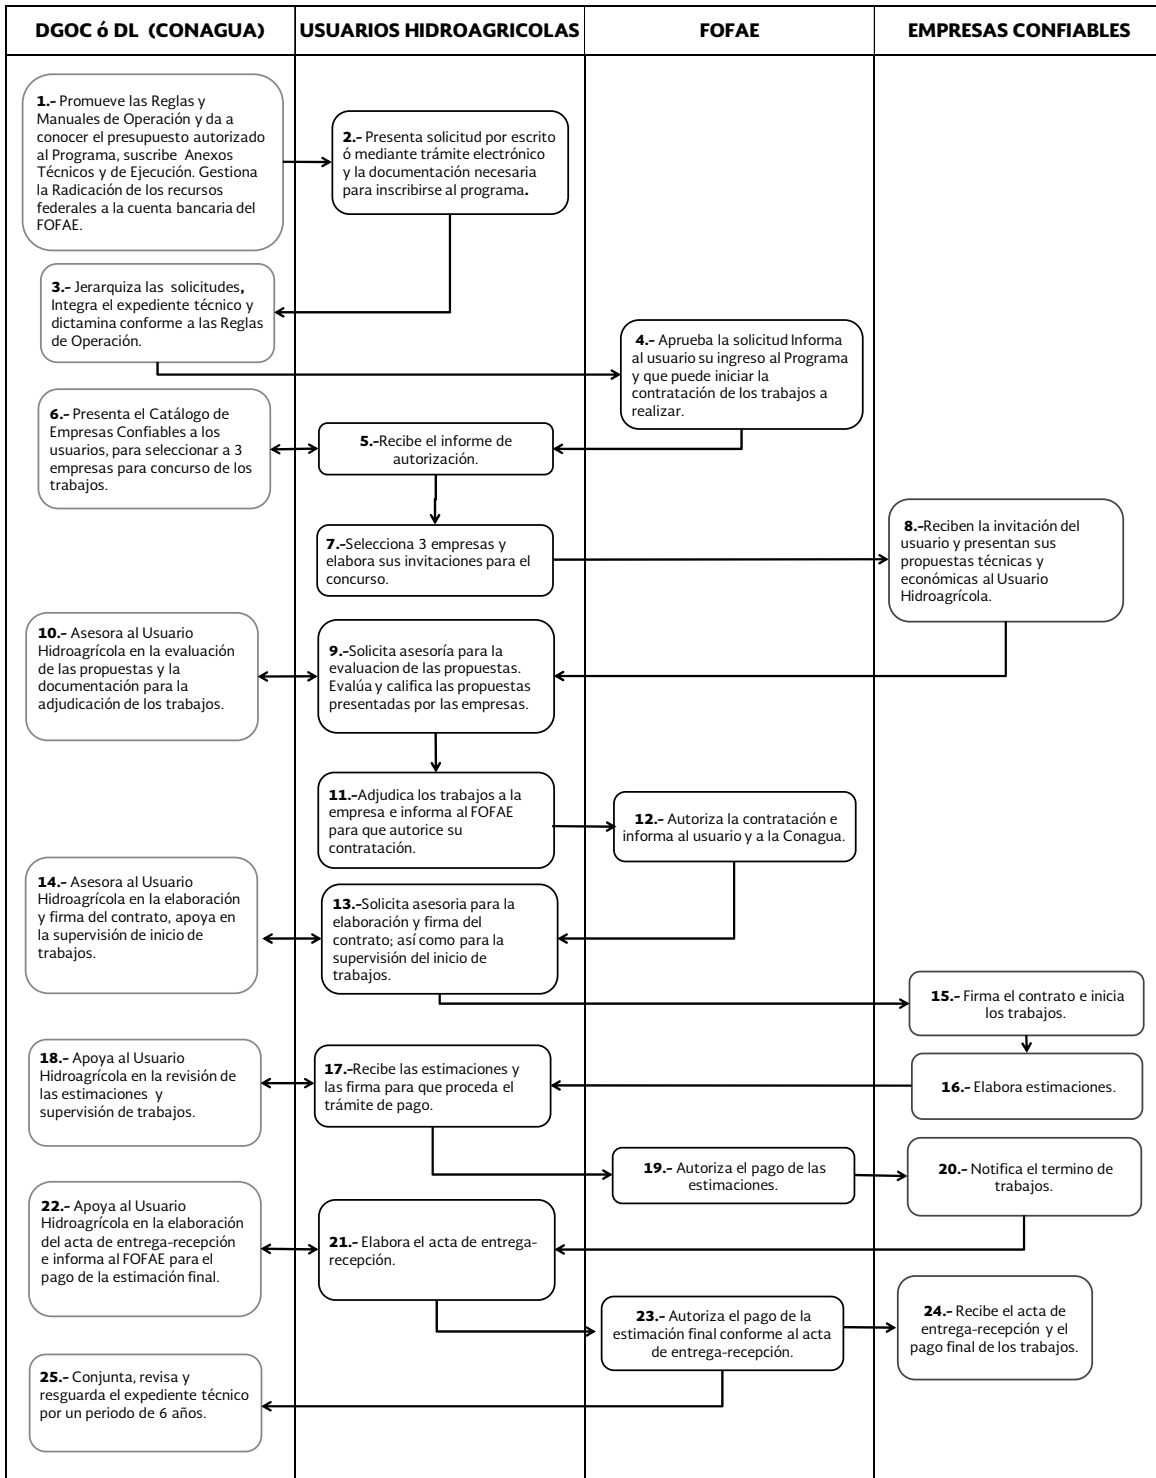 DGOC ó DL (CONAGUA)
USUARIOS HIDROAGRICOLAS
FOFAE
EMPRESAS CONFIABLES
1.- Promueve las Reglas y
Manuales de Operación y da a
conocer el presupuesto autorizado
al Programa, suscribe Anexos
Técnicos y de Ejecución. Gestiona
la Radicación de los recursos
federales a la cuenta bancaria del
FOFAE.
2.- Presenta solicitud por escrito
ó mediante trámite electrónico
y la documentación necesaria
para inscribirse al programa.
3.- Jerarquiza las solicitudes,
Integra el expediente técnico y
dictamina conforme a las Reglas
de Operación.
4.- Aprueba la solicitud Informa
al usuario su ingreso al Programa
y que puede iniciar la
contratación de los trabajos a
realizar.
5.-Recibe el informe de
autorización.
6.- Presenta el Catálogo de
Empresas Confiables a los
usuarios, para seleccionar a 3
empresas para concurso de los
trabajos.
7.-Selecciona 3 empresas y
elabora sus invitaciones para el
concurso.
8.-Reciben la invitación del
usuario y presentan sus
propuestas técnicas y
económicas al Usuario
Hidroagrícola.
9.-Solicita asesoría para la
evaluacion de las propuestas.
Evalúa y califica las propuestas
presentadas por las empresas.
10.- Asesora al Usuario
Hidroagrícola en la evaluación
de las propuestas y la
documentación para la
adjudicación de los trabajos.
11.-Adjudica los trabajos a la
empresa e informa al FOFAE
para que autorice su
contratación.
12.- Autoriza la contratación e
informa al usuario y a la Conagua.
13.-Solicita asesoria para la
elaboración y firma del
contrato; así como para la
supervisión del inicio de
trabajos.
14.- Asesora al Usuario
Hidroagrícola en la elaboración
y firma del contrato, apoya en
la supervisión de inicio de
trabajos.
15.- Firma el contrato e inicia
los trabajos.
16.- Elabora estimaciones.
17.-Recibe las estimaciones y
las firma para que proceda el
trámite de pago.
18.- Apoya al Usuario
Hidroagrícola en la revisión de
las estimaciones y
supervisión de trabajos.
19.- Autoriza el pago de las
estimaciones.
20.- Notifica el termino de
trabajos.
21.- Elabora el acta de entrega-
recepción.
22.- Apoya al Usuario
Hidroagrícola en la elaboración
del acta de entrega-recepción
e informa al FOFAE para el
pago de la estimación final.
23.- Autoriza el pago de la
estimación final conforme al acta
de entrega-recepción.
24.- Recibe el acta de
entrega-recepción y el
pago final de los trabajos.
25.- Conjunta, revisa y
resguarda el expediente técnico
por un periodo de 6 años.